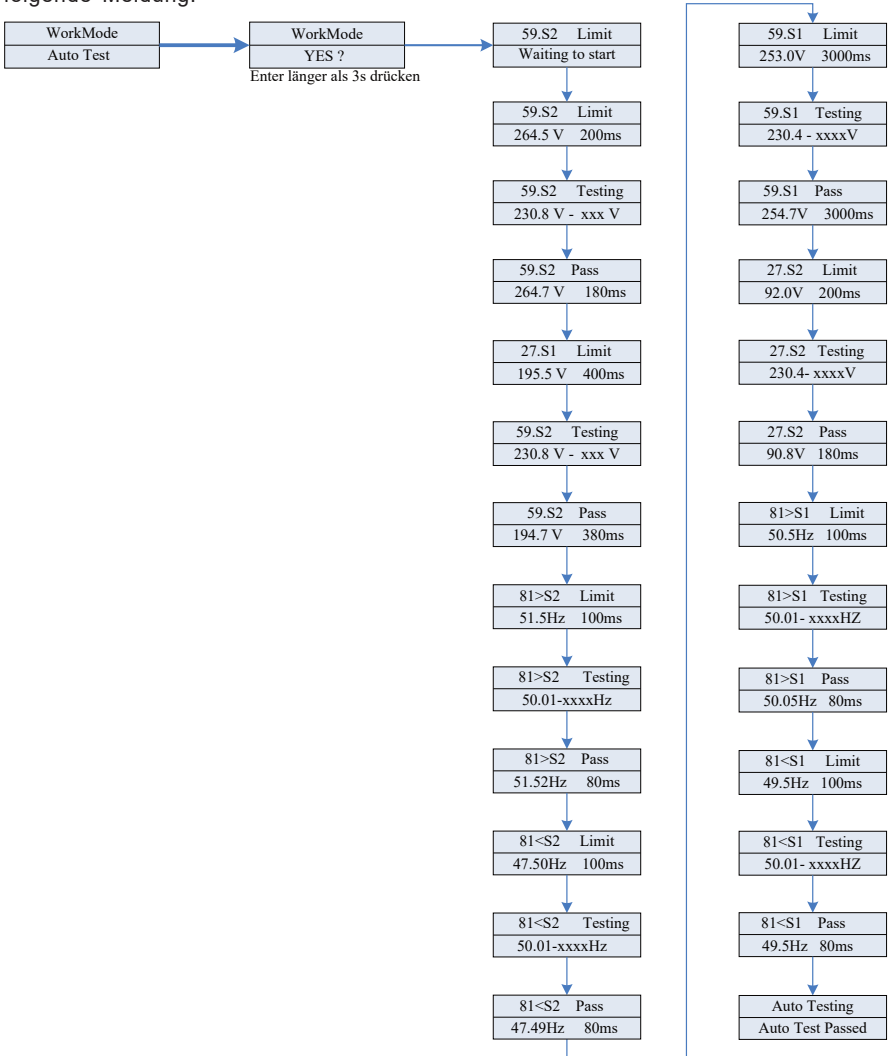 folgende Meldung:
WorkMode
Auto Test
WorkMode
YES ?
Enter länger als 3s drücken
59.S2 Limit
Waiting to start
59.S2 Limit
264.5 V 200ms
59.S2 Testing
230.8 V - xxx V
59.S2 Pass
264.7 V 180ms
27.S1 Limit
195.5 V 400ms
59.S2 Testing
230.8 V - xxx V
59.S2 Pass
194.7 V 380ms
81>S2 Limit
51.5Hz 100ms
81>S2 Testing
50.01-xxxxHz
81>S2 Pass
51.52Hz 80ms
81<S2 Limit
47.50Hz 100ms
81<S2 Testing
50.01-xxxxHz
81<S2 Pass
47.49Hz 80ms
59.S1 Limit
253.0V 3000ms
59.S1 Testing
230.4 - xxxxV
59.S1 Pass
254.7V 3000ms
27.S2 Limit
92.0V 200ms
27.S2 Testing
230.4- xxxxV
27.S2 Pass
90.8V 180ms
81>S1 Limit
50.5Hz 100ms
81>S1 Testing
50.01- xxxxHZ
81>S1 Pass
50.05Hz 80ms
81<S1 Limit
49.5Hz 100ms
81<S1 Testing
50.01- xxxxHZ
81<S1 Pass
49.5Hz 80ms
Auto Testing
Auto Test Passed